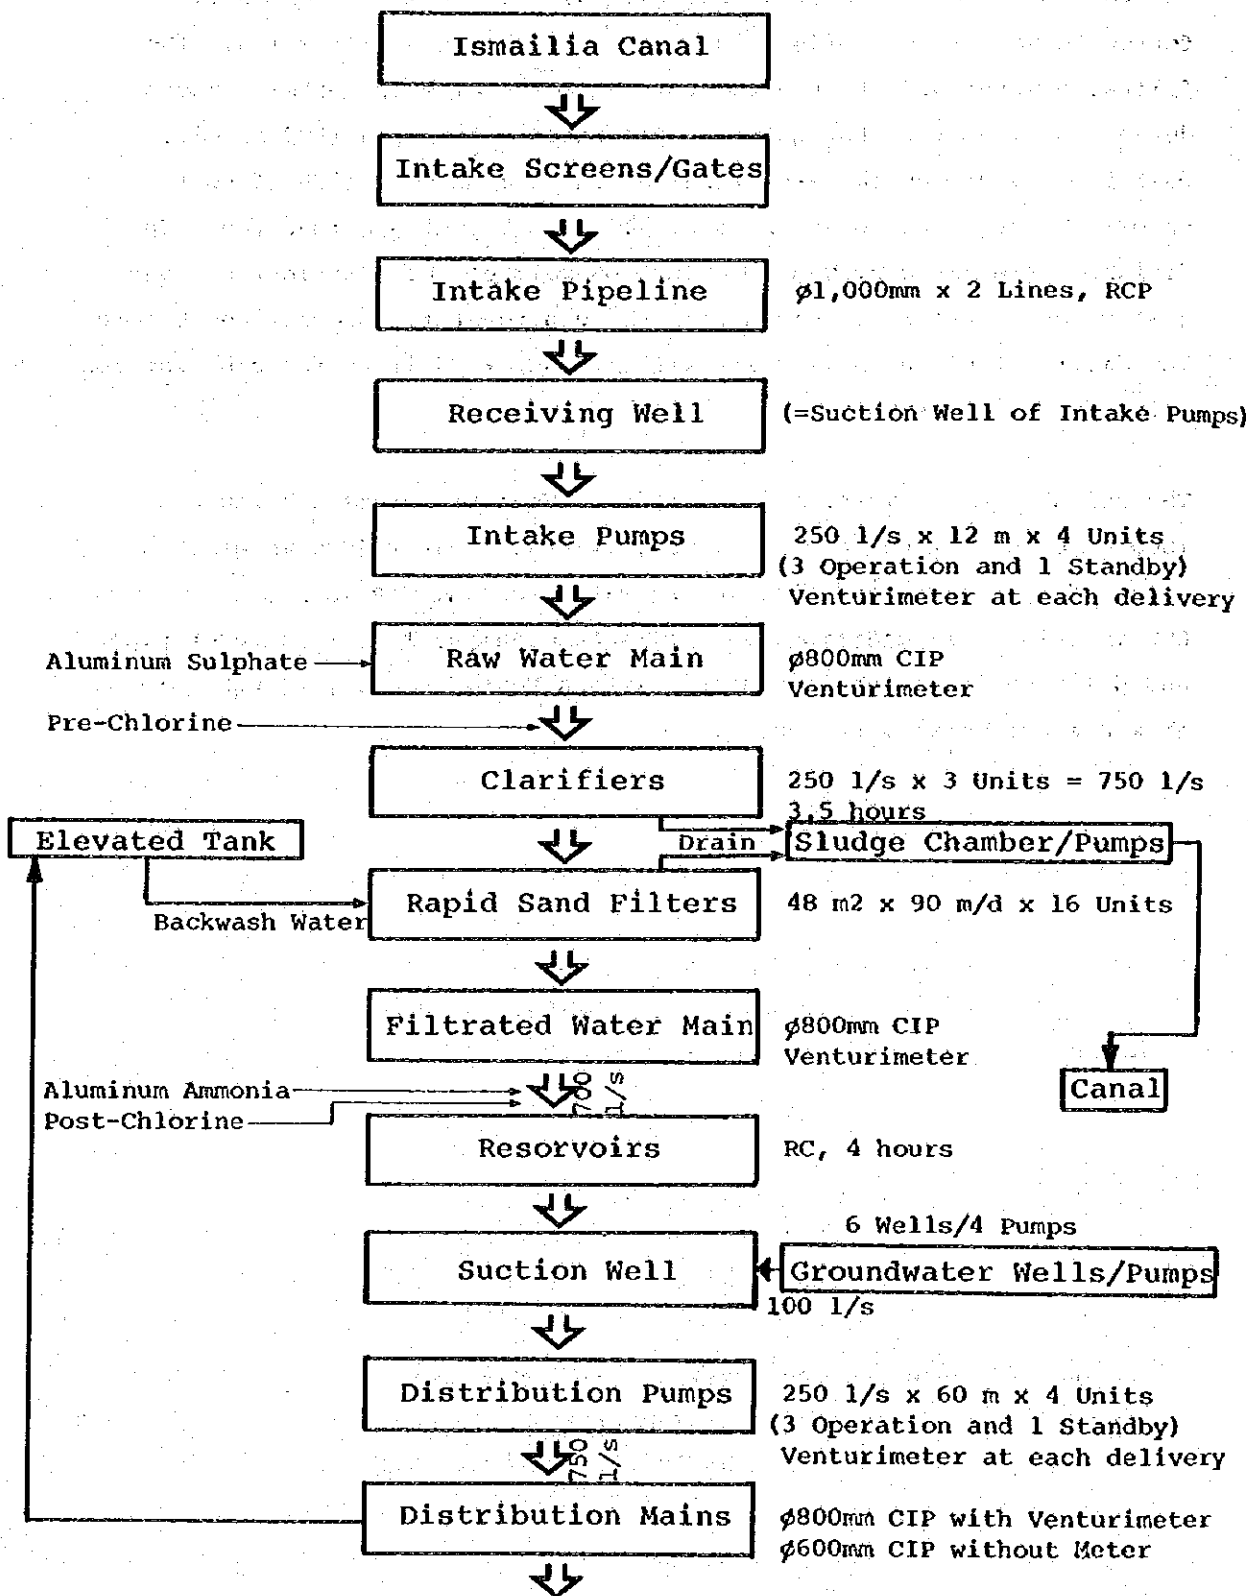 Ismailia Canal
Intake Screens/Gates
Intake Pipeline
ø1,000mm x 2 Lines, RCP
Receiving Well
(=Suction Well of Intake Pumps)
Intake Pumps
250 l/s x 12 m x 4 Units
(3 Operation and 1 Standby)
Venturimeter at each delivery
Aluminum Sulphate
Raw Water Main
ø800mm CIP
Venturimeter
Pre-Chlorine
Clarifiers
250 l/s x 3 Units = 750 l/s
3.5 hours
Elevated Tank
Drain
Sludge Chamber/Pumps
Backwash Water
Rapid Sand Filters
48 m2 x 90 m/d x 16 Units
Filtrated Water Main
ø800mm CIP
Venturimeter
Aluminum Ammonia
Post-Chlorine
700
l/s
Canal
Resorvoirs
RC, 4 hours
6 Wells/4 Pumps
Suction Well
Groundwater Wells/Pumps
100 l/s
Distribution Pumps
250 l/s x 60 m x 4 Units
(3 Operation and 1 Standby)
Venturimeter at each delivery
750
l/s
Distribution Mains
ø800mm CIP with Venturimeter
ø600mm CIP without Meter